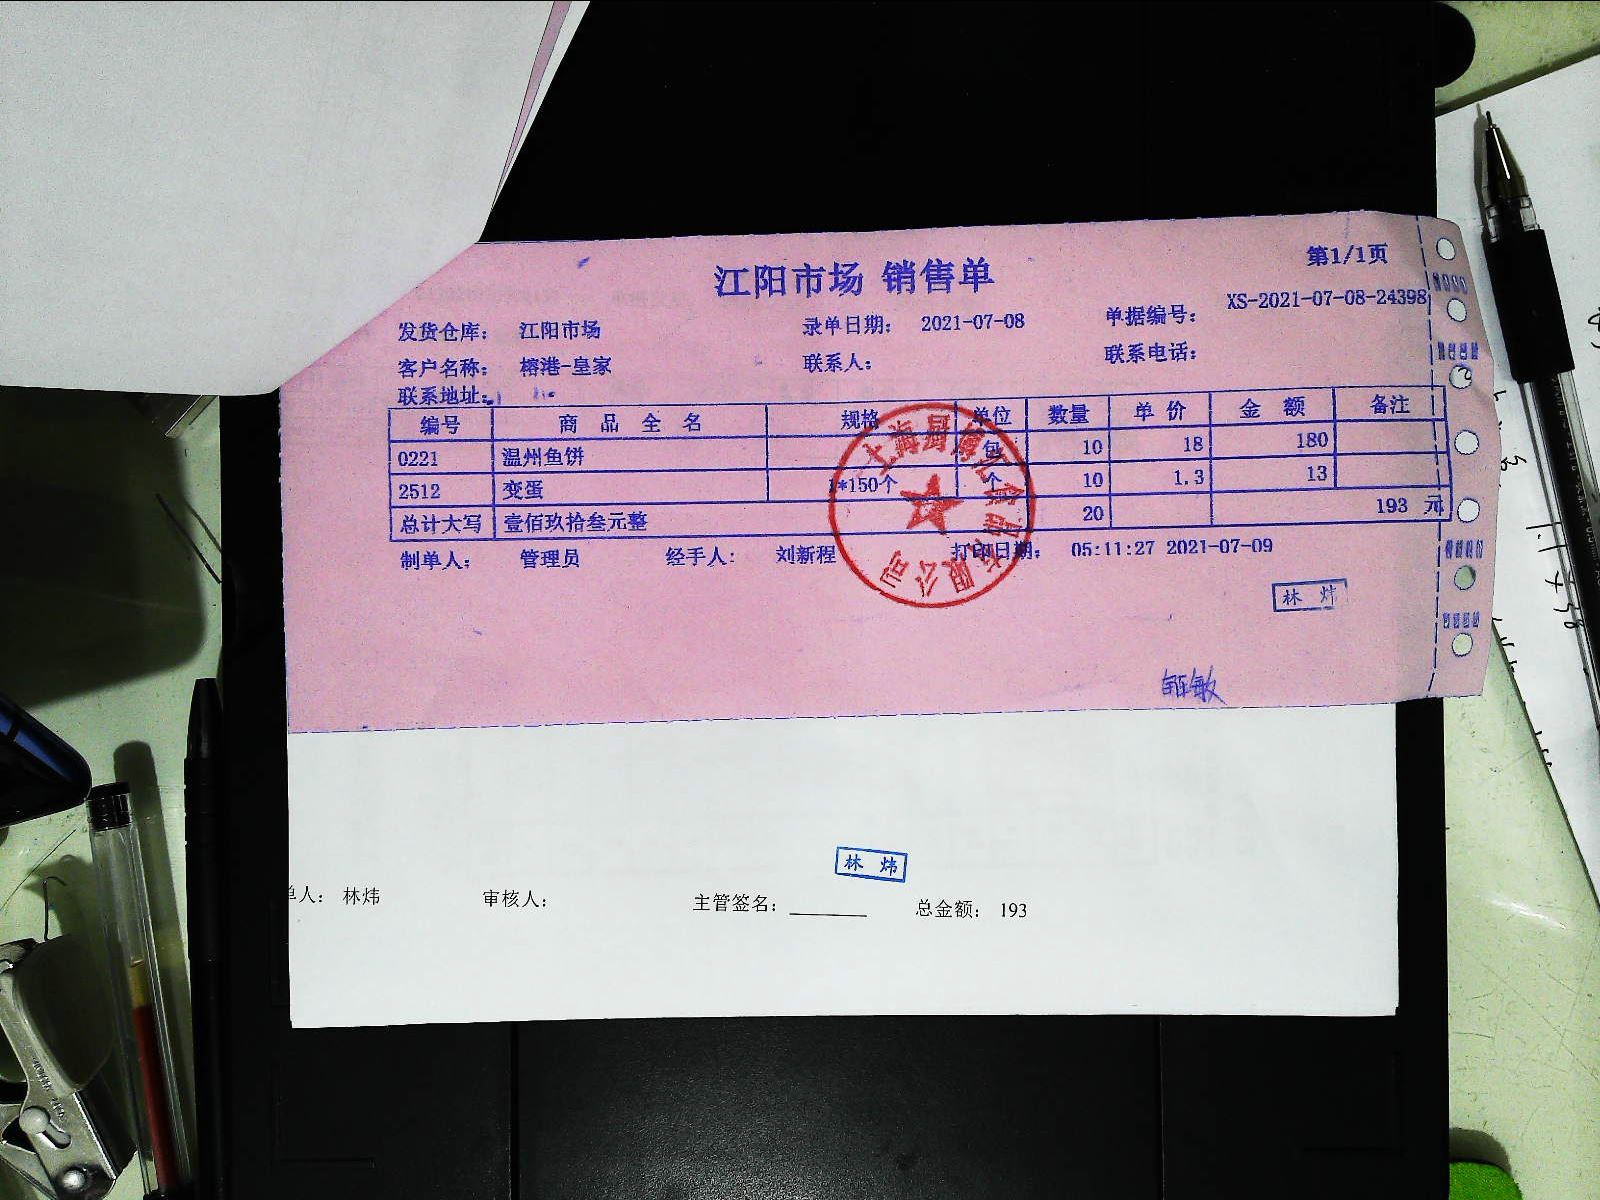 江阳市场 销售单
第1/1页
发货仓库: 江阳市场 录单日期: 2021-07-08 单据编号: XS-2021-07-08-24398
客户名称: 榕港-皇家 联系人: 联系电话:
联系地址:
编号 商 品 全 名 规格 单位 数量 单 价 金 额 备注
0221 温州鱼饼 包 10 18 180
2512 变蛋 1*150个 个 10 1.3 13
总计大写 壹佰玖拾叁元整 20 193 元
制单人: 管理员 经手人: 刘新程 打印日期: 05:11:27 2021-07-09
林 炜
林 炜
单人: 林炜 审核人: 主管签名: 总金额: 193